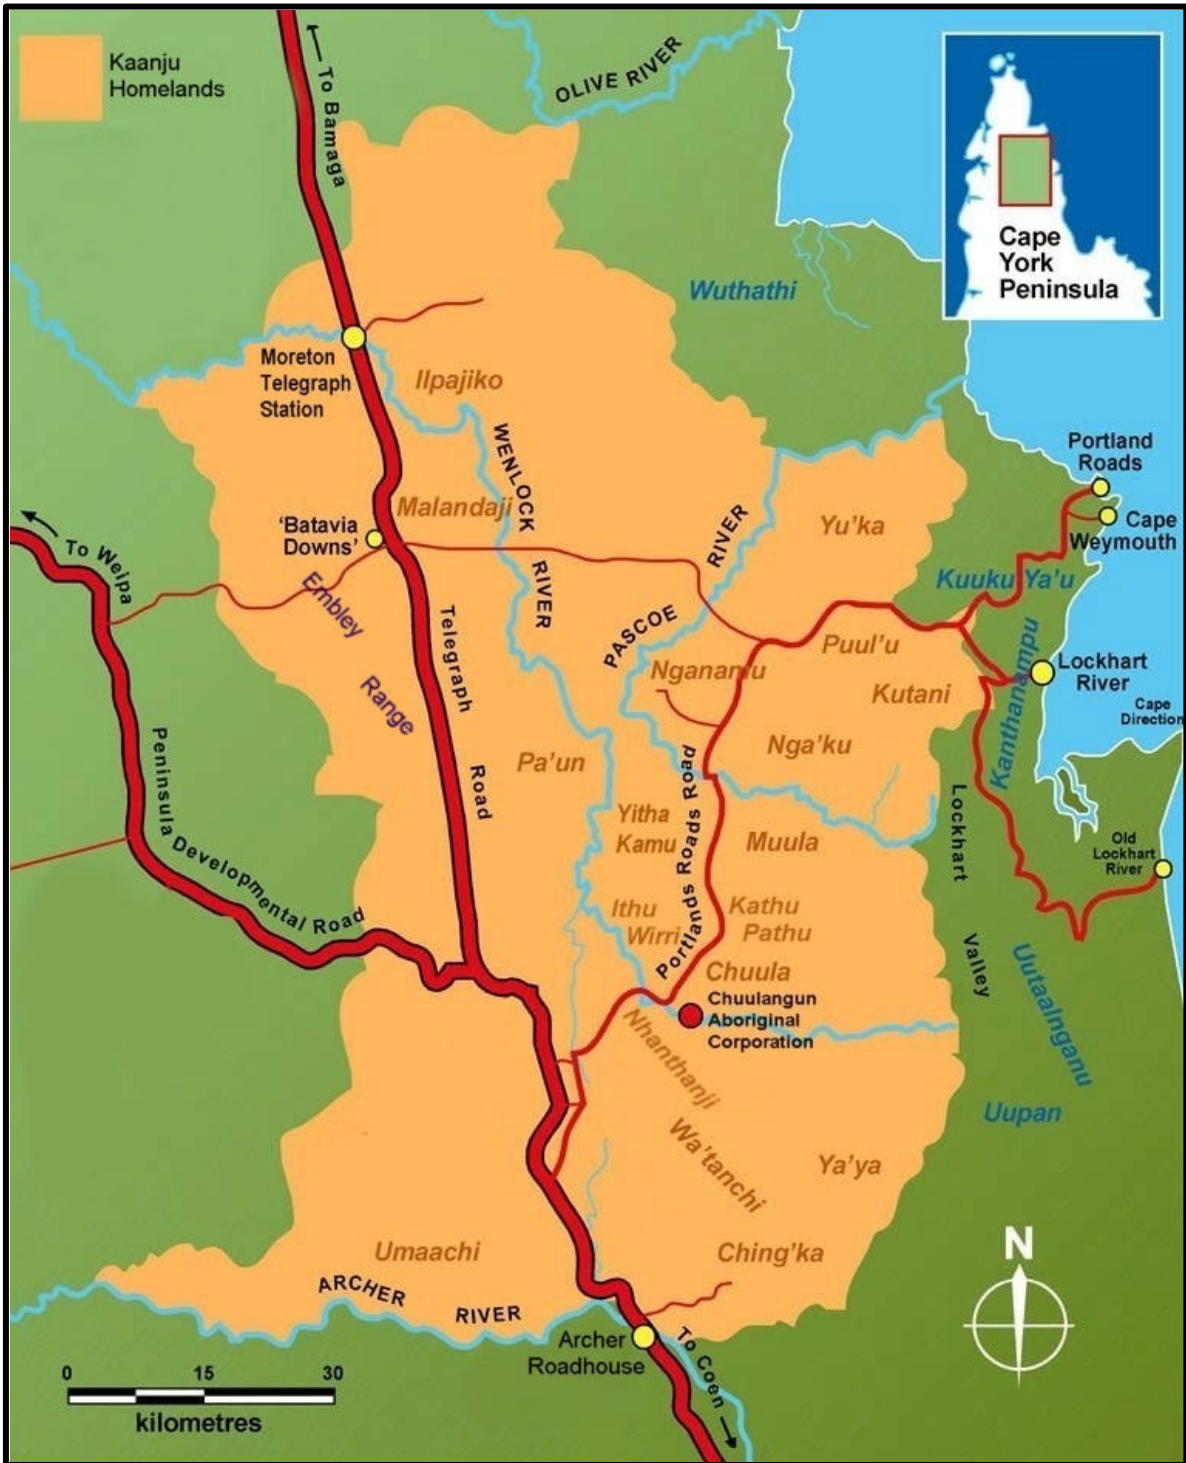 Kaanju
Homelands
To Bamaga
OLIVE RIVER
Cape
York
Peninsula
Wuthathi
Moreton
Telegraph
Station
Ilpajiko
WENLOCK
RIVER
Portland
Roads
Cape
Weymouth
Malandaji
'Batavia
Downs'
Yu'ka
PASCOE
RIVER
To Weipa
Kuuku Ya'u
Embley
Range
Telegraph
Road
Puul'u
Nganantu
Kutani
Kanthanampu
Lockhart
River
Cape
Direction
Nga'ku
Pa'un
Peninsula Developmental Road
Yitha
Kamu
Portlands Roads Road
Muula
Lockhart
Valley
Old
Lockhart
River
Ithu
Wirri
Kathu
Pathu
Chuula
Chuulangun
Aboriginal
Corporation
Uutaalnganu
Nhanthanji
Uupan
Wa'tanchi
Ya'ya
Umaachi
Ching'ka
ARCHER
RIVER
N
Archer
Roadhouse
To Coen
0 15 30
kilometres